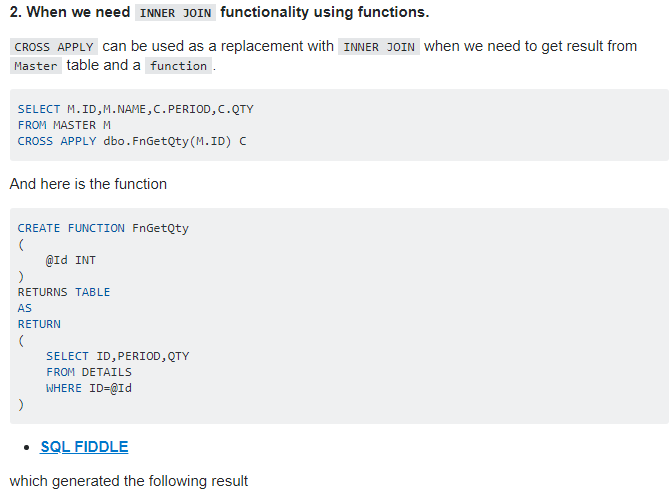 2. When we need INNER JOIN functionality using functions.
CROSS APPLY can be used as a replacement with INNER JOIN when we need to get result from
Master table and a function.
SELECT M.ID,M.NAME,C.PERIOD,C.QTY
FROM MASTER M
CROSS APPLY dbo.FnGetQty(M.ID) C
And here is the function
CREATE FUNCTION FnGetQty
(
    @Id INT
)
RETURNS TABLE
AS
RETURN
(
    SELECT ID,PERIOD,QTY
    FROM DETAILS
    WHERE ID=@Id
)
• SQL FIDDLE
which generated the following result